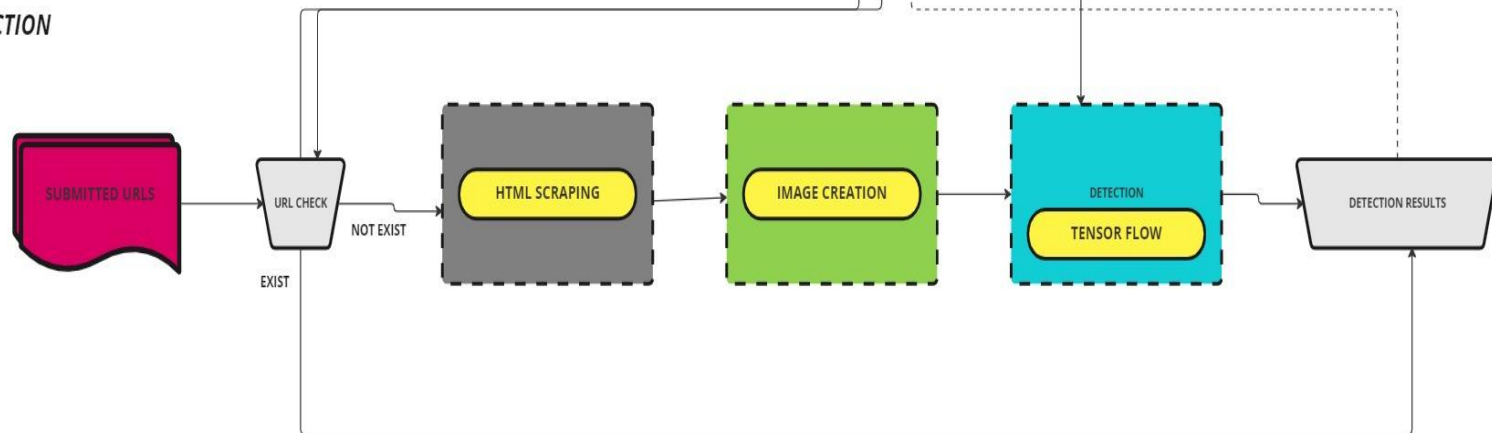 CTION
SUBMITTED URLS
URL CHECK
NOT EXIST
EXIST
HTML SCRAPING
IMAGE CREATION
DETECTION
TENSOR FLOW
DETECTION RESULTS